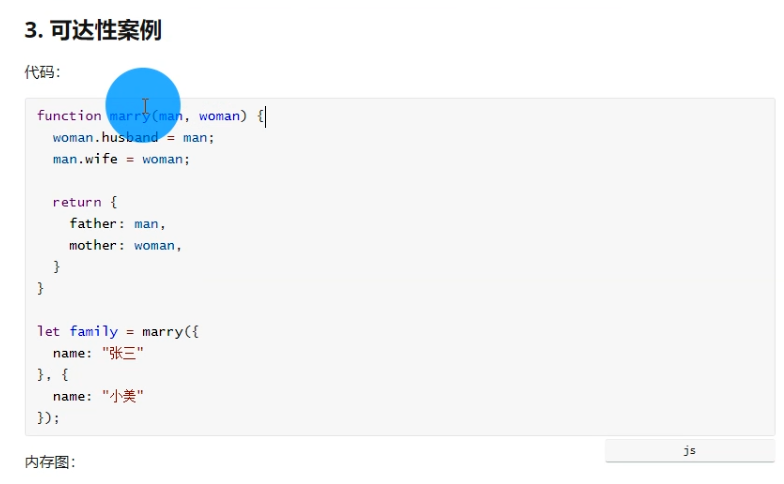 3. 可达性案例
代码：
function marry(man, woman) {
woman.husband = man;
man.wife = woman;
return {
father: man,
mother: woman,
}
}
let family = marry({
name: "张三"
}, {
name: "小美"
});
js
内存图：